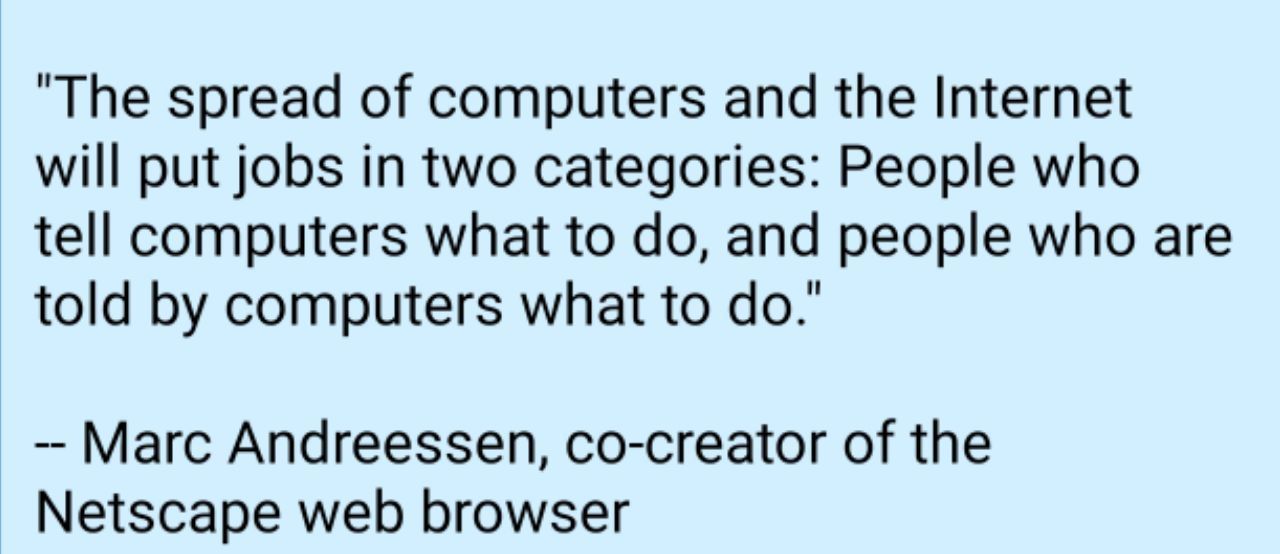 "The spread of computers and the Internet
will put jobs in two categories: People who
tell computers what to do, and people who are
told by computers what to do."
-- Marc Andreessen, co-creator of the
Netscape web browser